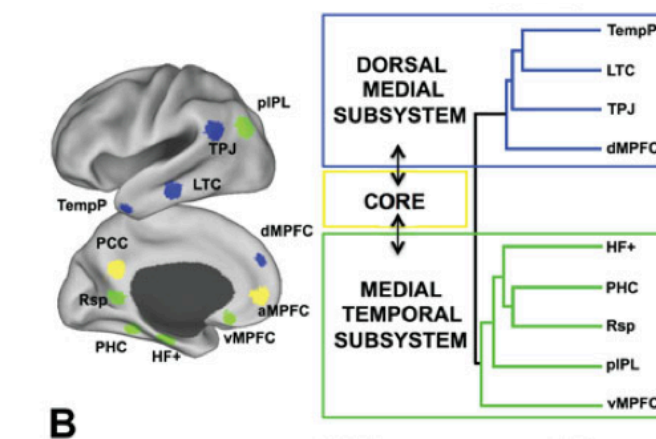 pIPL
TPJ
LTC
TempP
dMPFC
PCC
Rsp
aMPFC
PHC
HF+
vMPFC
B
DORSAL
MEDIAL
SUBSYSTEM
CORE
MEDIAL
TEMPORAL
SUBSYSTEM
TempP
LTC
TPJ
dMPFC
HF+
PHC
Rsp
pIPL
vMPFC